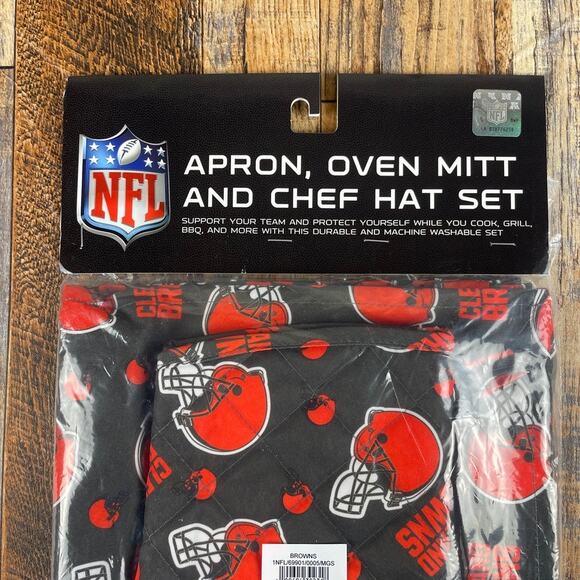 NFL
NFL
APRON, OVEN MITT
AND CHEF HAT SET
SUPPORT YOUR TEAM AND PROTECT YOURSELF WHILE YOU COOK, GRILL,
BBQ, AND MORE WITH THIS DURABLE AND MACHINE WASHABLE SET
BROWNS
1NFL/69901/0005/MGS